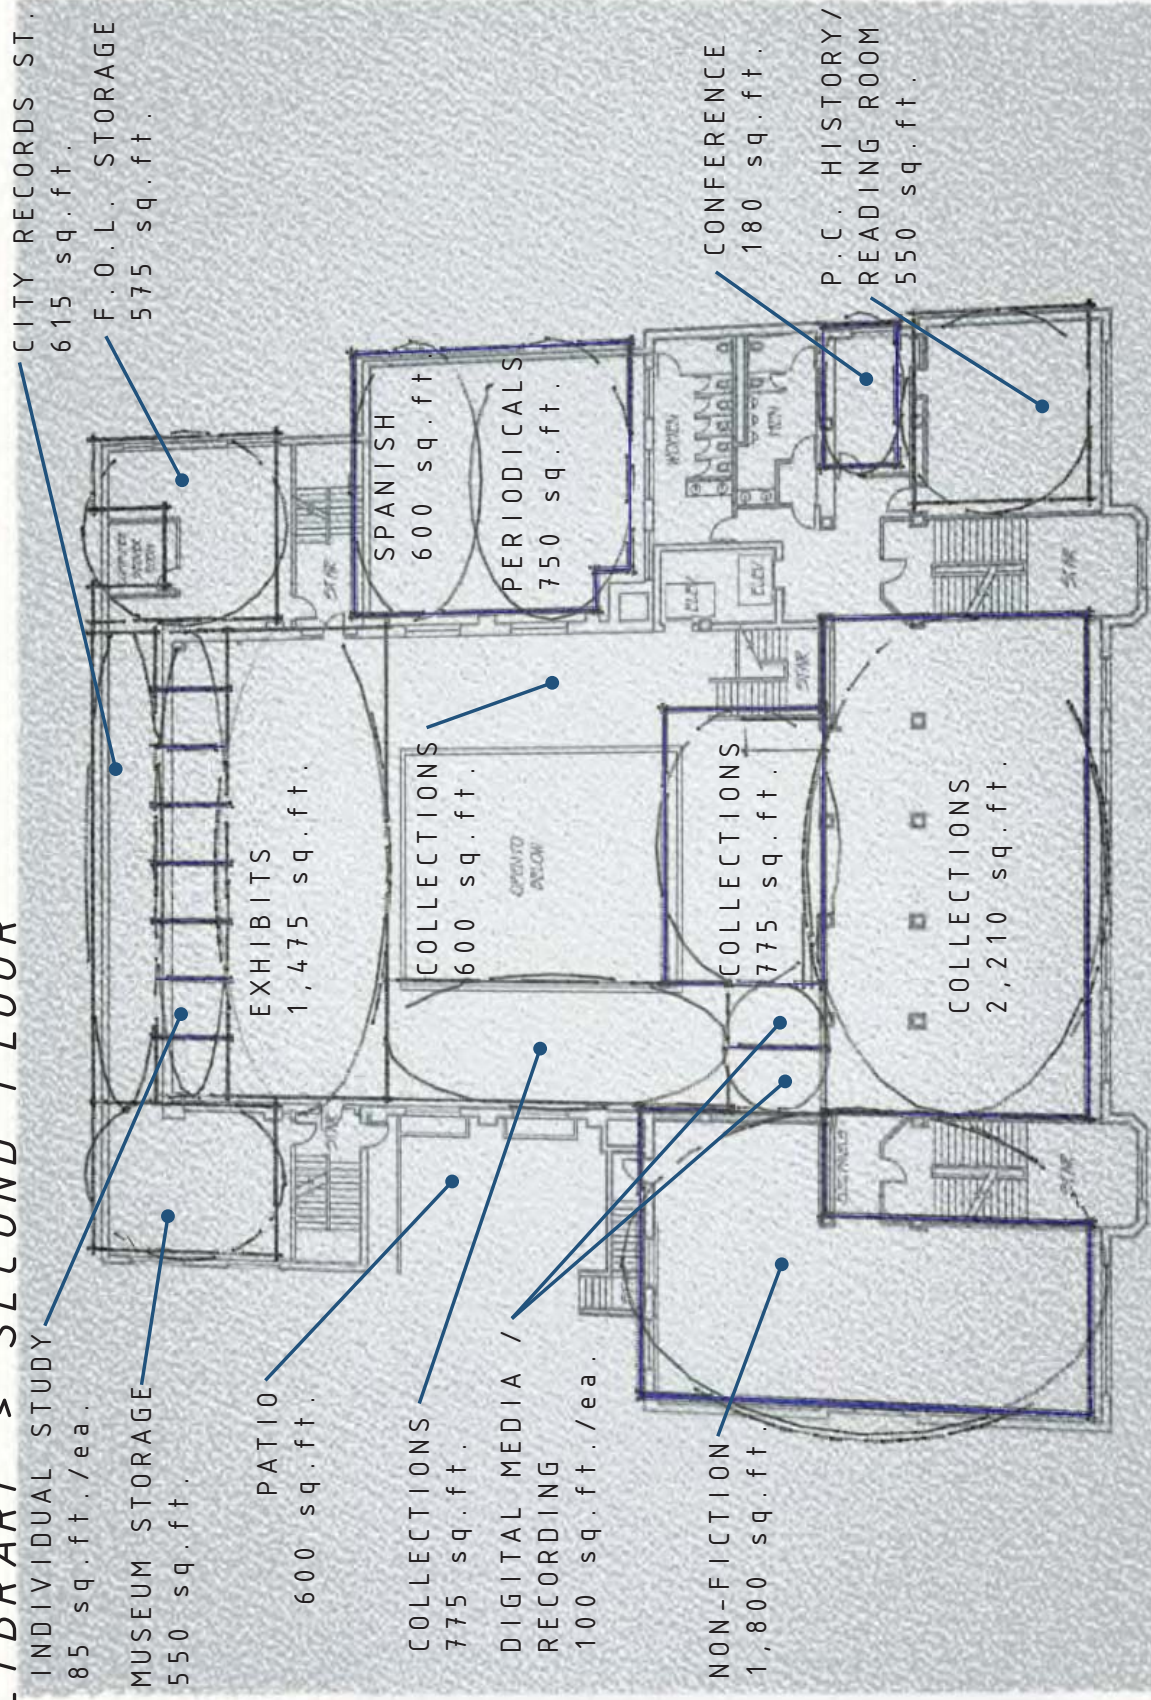 LIBRARY > SECOND FLOOR
INDIVIDUAL STUDY
85 sq.ft./ea.
MUSEUM STORAGE
550 sq.ft.
PATIO
600 sq.ft.
COLLECTIONS
775 sq.ft.
DIGITAL MEDIA /
RECORDING
100 sq.ft./ea.
NON-FICTION
1,800 sq.ft.
EXHIBITS
1,475 sq.ft.
COLLECTIONS
600 sq.ft.
OPEN TO
BELOW
COLLECTIONS
775 sq.ft.
COLLECTIONS
2,210 sq.ft.
STAIR
STAIR
STAIR
STAIR
STAIR
SPANISH
600 sq.ft.
PERIODICALS
750 sq.ft.
WOMEN
MEN
ELEV
ELEV
CITY RECORDS ST.
615 sq.ft.
F.O.L. STORAGE
575 sq.ft.
CONFERENCE
180 sq.ft.
P.C. HISTORY/
READING ROOM
550 sq.ft.